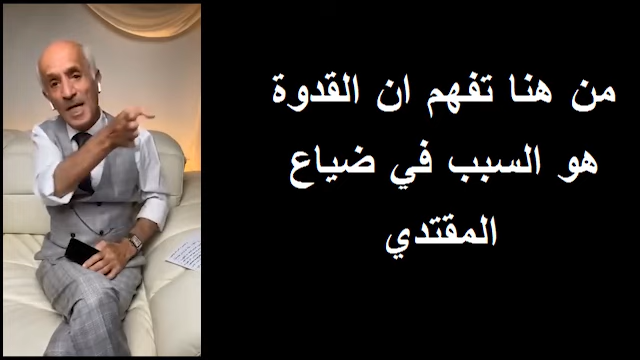 من هنا تفهم ان القدوة
هو السبب في ضياع
المقتدي